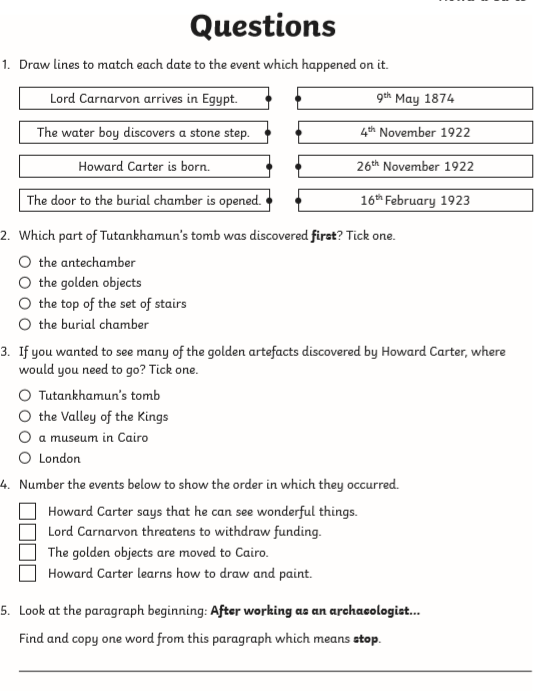 Questions
1. Draw lines to match each date to the event which happened on it.
Lord Carnarvon arrives in Egypt.
9th May 1874
The water boy discovers a stone step.
4th November 1922
Howard Carter is born.
26th November 1922
The door to the burial chamber is opened.
16th February 1923
2. Which part of Tutankhamun's tomb was discovered first? Tick one.
the antechamber
the golden objects
the top of the set of stairs
the burial chamber
3. If you wanted to see many of the golden artefacts discovered by Howard Carter, where
would you need to go? Tick one.
Tutankhamun's tomb
the Valley of the Kings
a museum in Cairo
London
4. Number the events below to show the order in which they occurred.
Howard Carter says that he can see wonderful things.
Lord Carnarvon threatens to withdraw funding.
The golden objects are moved to Cairo.
Howard Carter learns how to draw and paint.
5. Look at the paragraph beginning: After working as an archaeologist...
Find and copy one word from this paragraph which means stop.